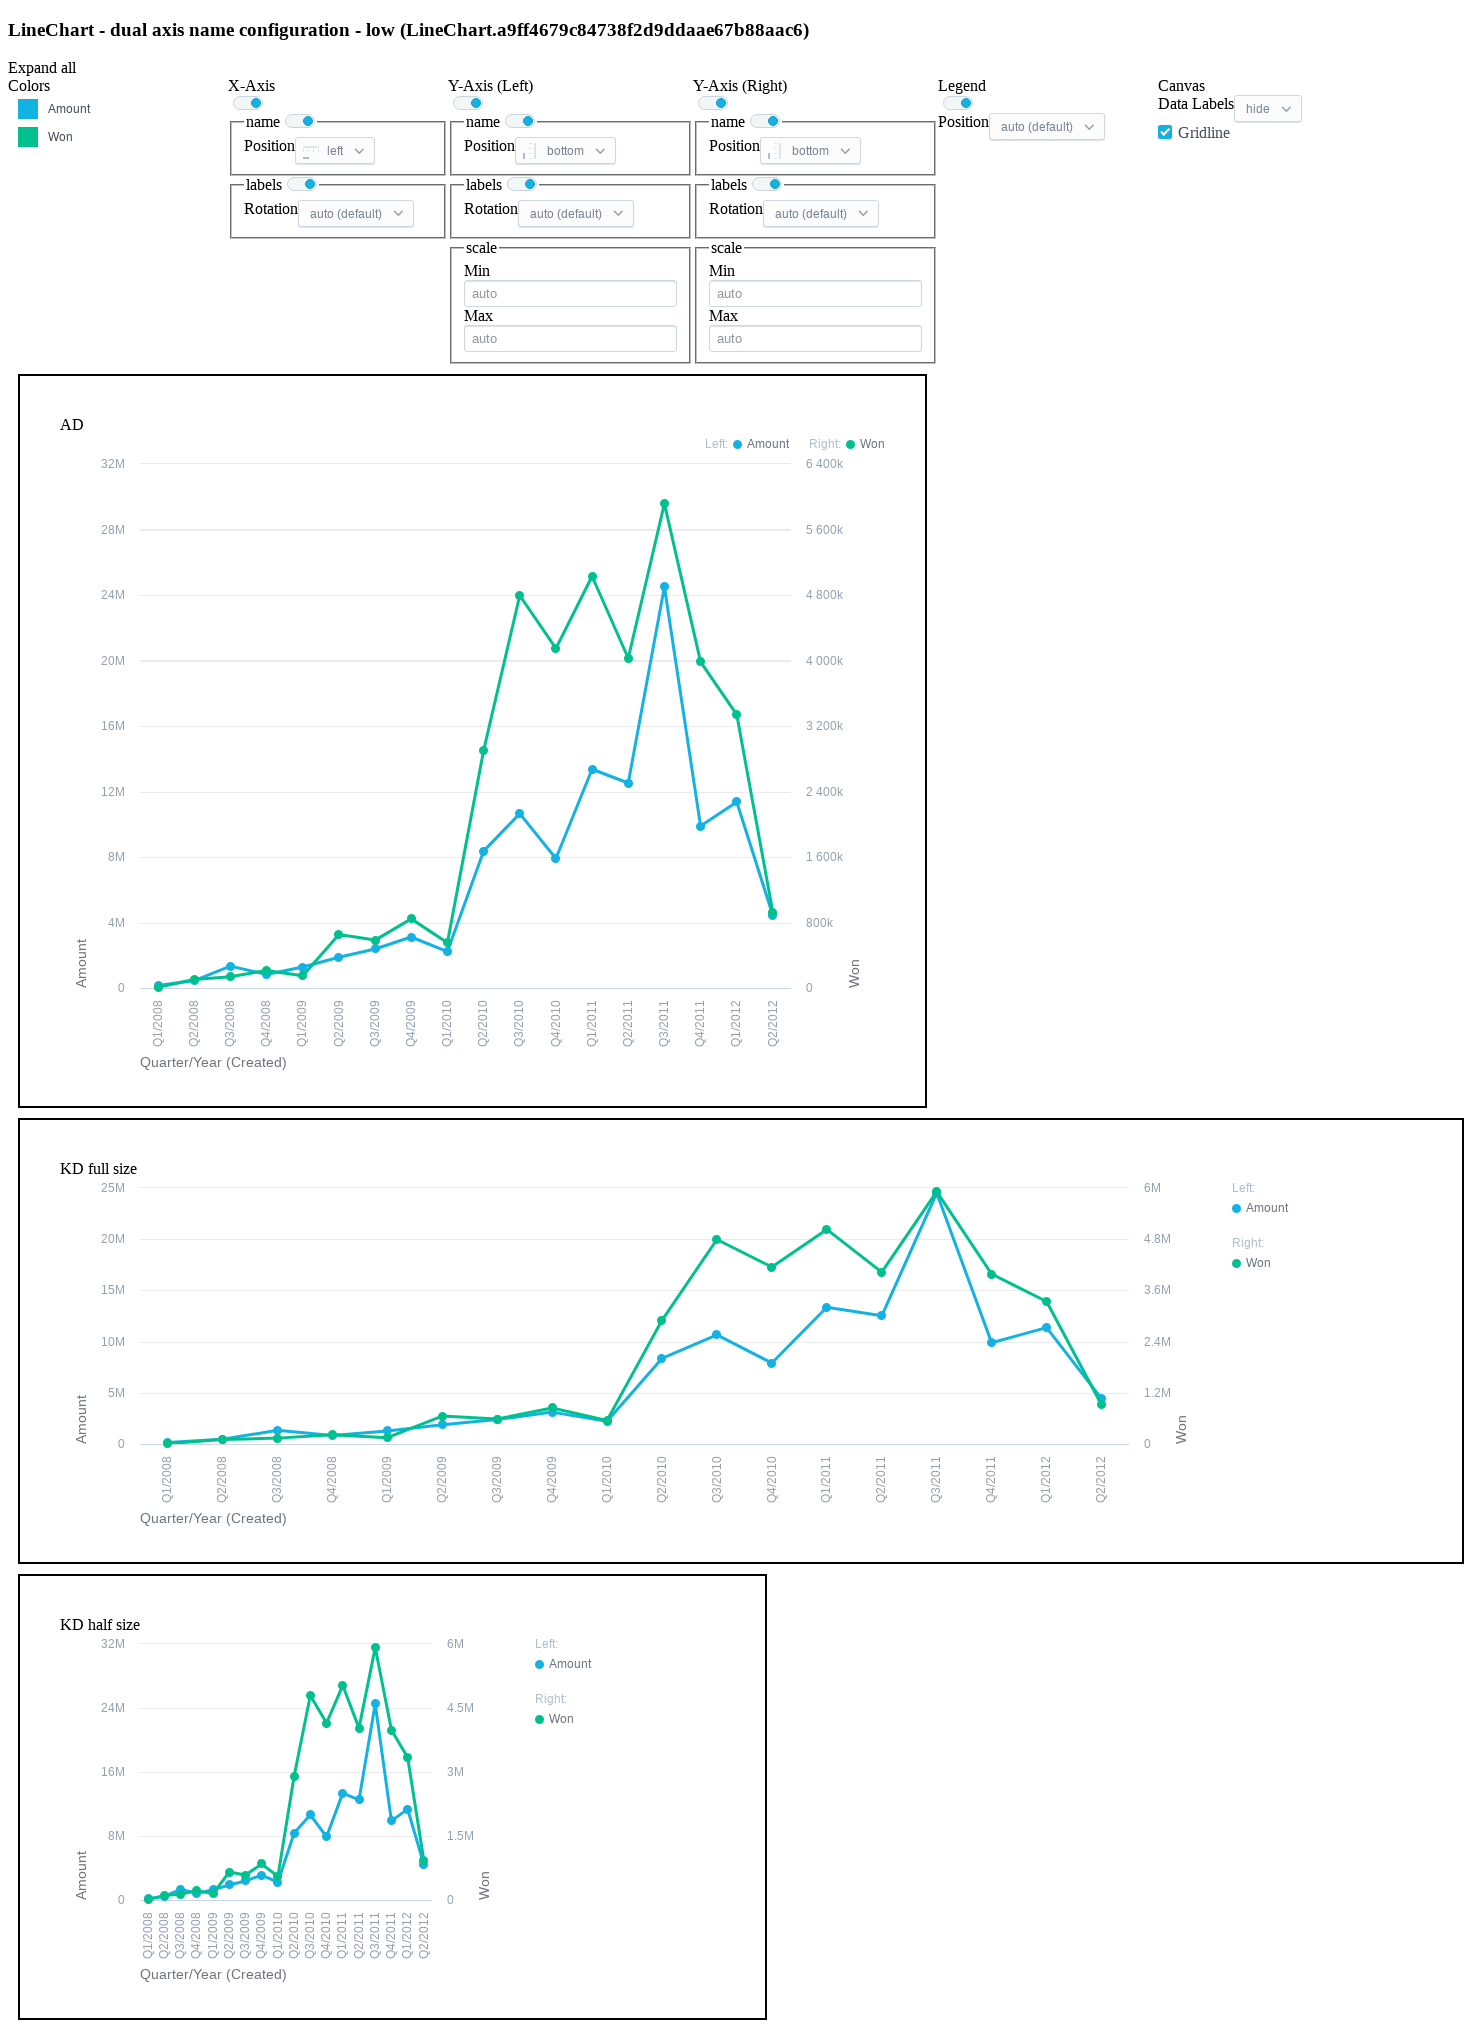 LineChart - dual axis name configuration - low (LineChart.a9ff4679c84738f2d9ddaae67b88aac6)
Expand all
Colors
Amount
Won
X-Axis
name
Position left
labels
Rotation auto (default)
Y-Axis (Left)
name
Position bottom
labels
Rotation auto (default)
scale
Min
auto
Max
auto
Y-Axis (Right)
name
Position bottom
labels
Rotation auto (default)
scale
Min
auto
Max
auto
Legend
Position auto (default)
Canvas
Data Labels hide
Gridline
AD
Left: Amount Right: Won
32M 6 400k
28M 5 600k
24M 4 800k
20M 4 000k
16M 3 200k
12M 2 400k
8M 1 600k
4M 800k
0 0
Amount
Won
Q1/2008 Q2/2008 Q3/2008 Q4/2008 Q1/2009 Q2/2009 Q3/2009 Q4/2009 Q1/2010 Q2/2010 Q3/2010 Q4/2010 Q1/2011 Q2/2011 Q3/2011 Q4/2011 Q1/2012 Q2/2012
Quarter/Year (Created)
KD full size
25M 6M
20M 4.8M
15M 3.6M
10M 2.4M
5M 1.2M
0 0
Amount
Won
Left:
Amount
Right:
Won
Q1/2008 Q2/2008 Q3/2008 Q4/2008 Q1/2009 Q2/2009 Q3/2009 Q4/2009 Q1/2010 Q2/2010 Q3/2010 Q4/2010 Q1/2011 Q2/2011 Q3/2011 Q4/2011 Q1/2012 Q2/2012
Quarter/Year (Created)
KD half size
32M 6M
24M 4.5M
16M 3M
8M 1.5M
0 0
Amount
Won
Left:
Amount
Right:
Won
Q1/2008 Q2/2008 Q3/2008 Q4/2008 Q1/2009 Q2/2009 Q3/2009 Q4/2009 Q1/2010 Q2/2010 Q3/2010 Q4/2010 Q1/2011 Q2/2011 Q3/2011 Q4/2011 Q1/2012 Q2/2012
Quarter/Year (Created)